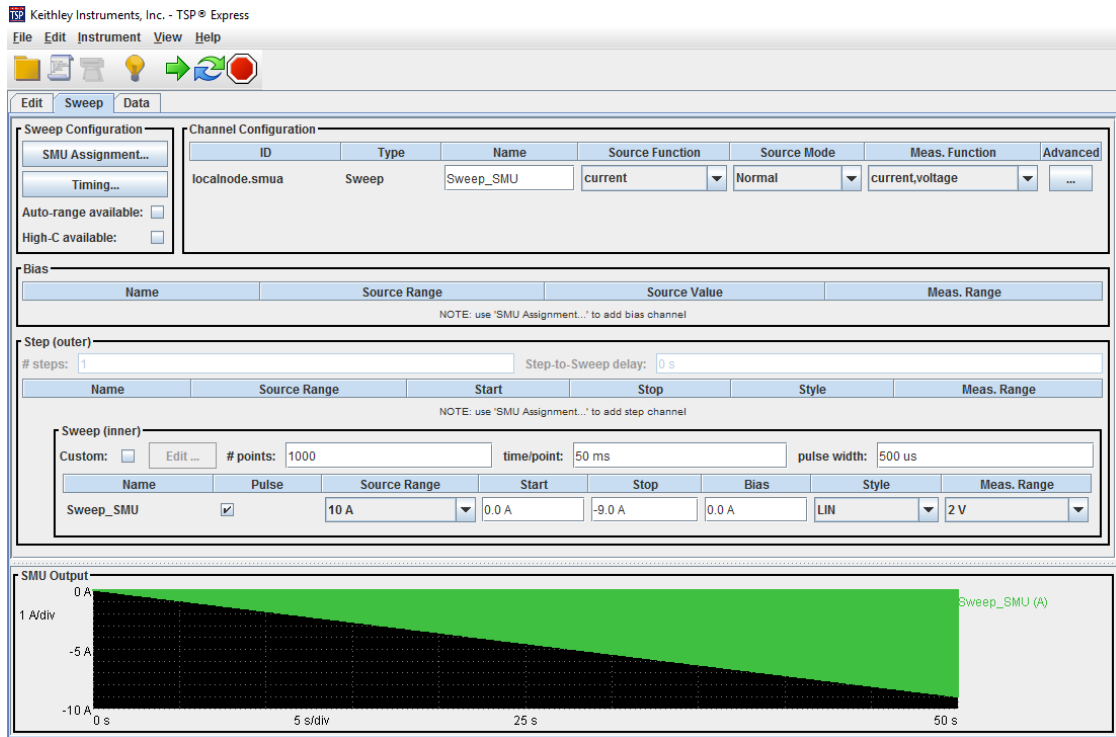 TSP Keithley Instruments, Inc. - TSP® Express
File Edit Instrument View Help
Edit Sweep Data
Sweep Configuration
SMU Assignment...
Timing...
Auto-range available:
High-C available:
Channel Configuration
ID Type Name Source Function Source Mode Meas. Function Advanced
localnode.smua Sweep Sweep_SMU current Normal current,voltage ...
Bias
Name Source Range Source Value Meas. Range
NOTE: use 'SMU Assignment...' to add bias channel
Step (outer)
# steps: 1 Step-to-Sweep delay: 0 s
Name Source Range Start Stop Style Meas. Range
NOTE: use 'SMU Assignment...' to add step channel
Sweep (inner)
Custom: Edit ... # points: 1000 time/point: 50 ms pulse width: 500 us
Name Pulse Source Range Start Stop Bias Style Meas. Range
Sweep_SMU 10 A 0.0 A -9.0 A 0.0 A LIN 2 V
SMU Output
0 A
1 A/div
Sweep_SMU (A)
-5 A
-10 A
0 s 5 s/div 25 s 50 s